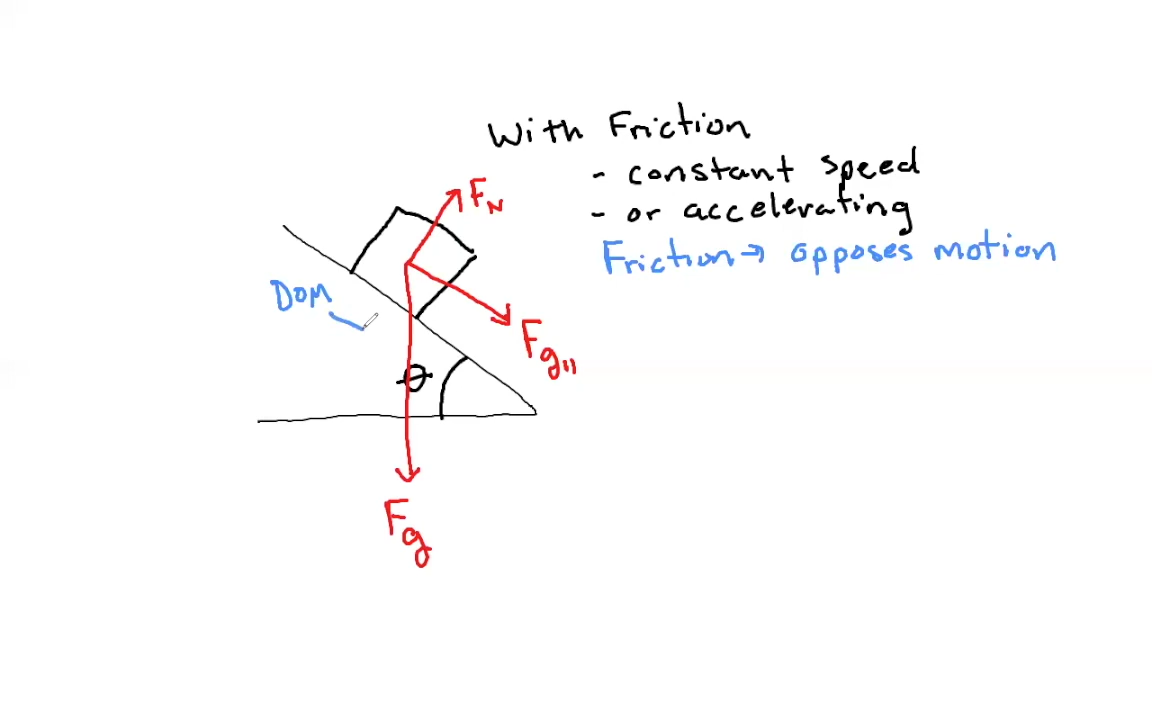 With Friction
- constant speed
- or accelerating
Friction → opposes motion
FN
DOM
Fg||
θ
Fg